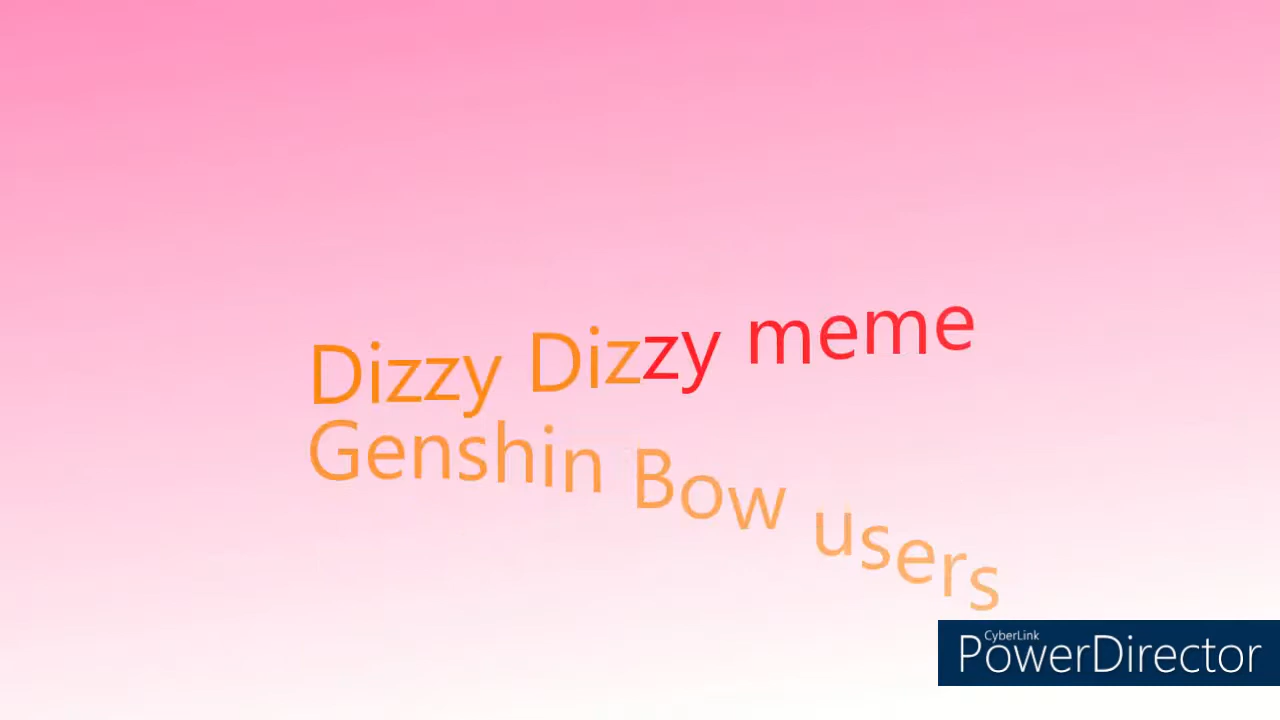 Dizzy Dizzy meme
Genshin Bow users
CyberLink
PowerDirector